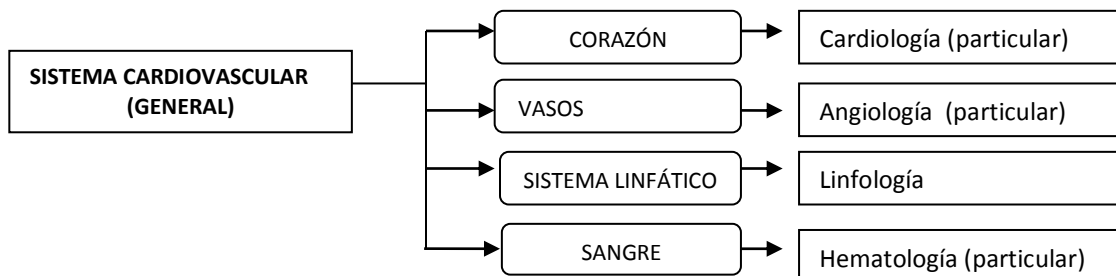 SISTEMA CARDIOVASCULAR
(GENERAL)
CORAZÓN
Cardiología (particular)
VASOS
Angiología (particular)
SISTEMA LINFÁTICO
Linfología
SANGRE
Hematología (particular)